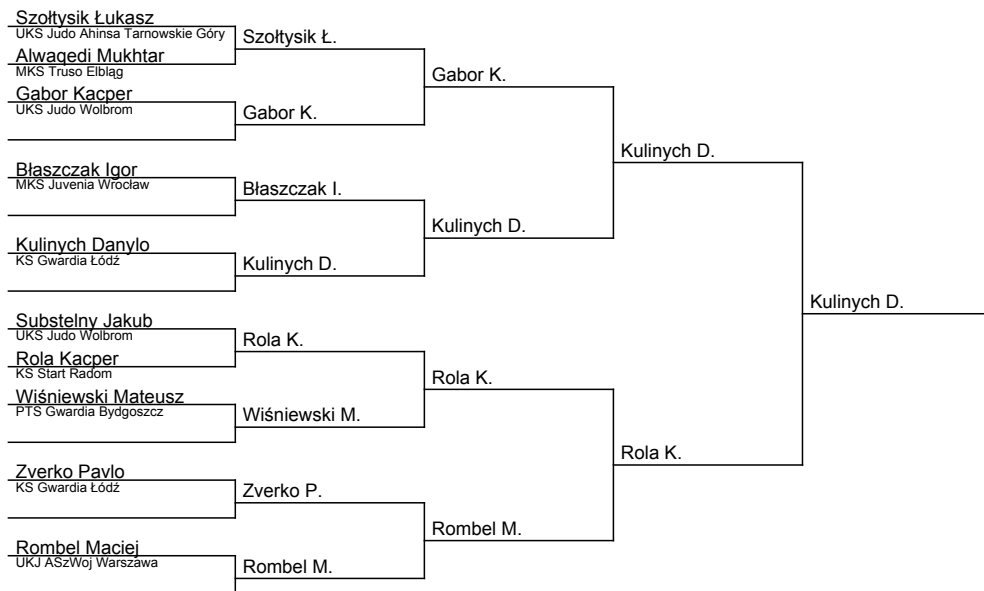 Szołtysik Łukasz
UKS Judo Ahinsa Tarnowskie Góry
Alwaqedi Mukhtar
MKS Truso Elbląg
Gabor Kacper
UKS Judo Wolbrom
Błaszczak Igor
MKS Juvenia Wrocław
Kulinych Danylo
KS Gwardia Łódź
Substelny Jakub
UKS Judo Wolbrom
Rola Kacper
KS Start Radom
Wiśniewski Mateusz
PTS Gwardia Bydgoszcz
Zverko Pavlo
KS Gwardia Łódź
Rombel Maciej
UKJ ASzWoj Warszawa
Szołtysik Ł.
Gabor K.
Błaszczak I.
Kulinych D.
Rola K.
Wiśniewski M.
Zverko P.
Rombel M.
Gabor K.
Kulinych D.
Rola K.
Rombel M.
Kulinych D.
Rola K.
Kulinych D.